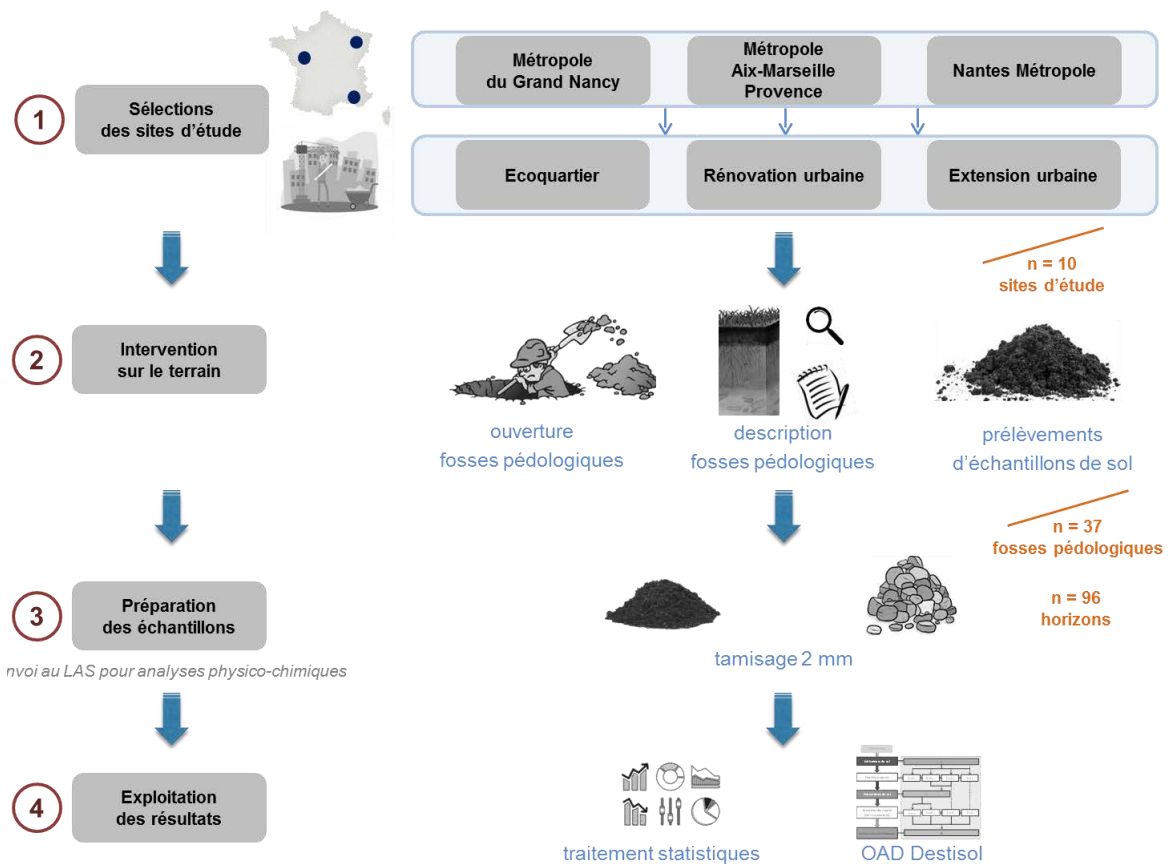 1
Sélections
des sites d'étude
Métropole
du Grand Nancy
Métropole
Aix-Marseille
Provence
Nantes Métropole
Ecoquartier
Rénovation urbaine
Extension urbaine
n = 10
sites d'étude
2
Intervention
sur le terrain
ouverture
fosses pédologiques
description
fosses pédologiques
prélèvements
d'échantillons de sol
n = 37
fosses pédologiques
n = 96
horizons
3
Préparation
des échantillons
nvoi au LAS pour analyses physico-chimiques
tamisage 2 mm
4
Exploitation
des résultats
traitement statistiques
OAD Destisol